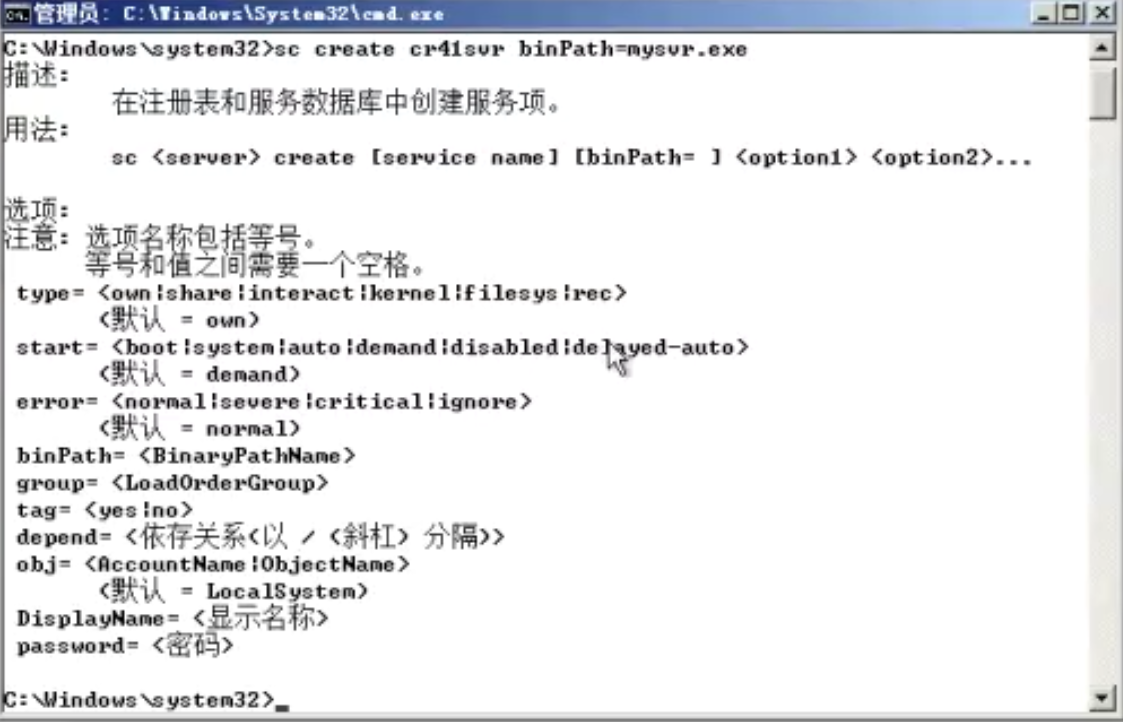 管理员: C:\Windows\System32\cmd.exe
C:\Windows\system32>sc create cr41svr binPath=mysvr.exe
描述:
在注册表和服务数据库中创建服务项。
用法:
sc <server> create [service name] [binPath= ] <option1> <option2>...
选项:
注意: 选项名称包括等号。
等号和值之间需要一个空格。
type= <own|share|interact|kernel|filesys|rec>
(默认 = own)
start= <boot|system|auto|demand|disabled|delayed-auto>
(默认 = demand)
error= <normal|severe|critical|ignore>
(默认 = normal)
binPath= <BinaryPathName>
group= <LoadOrderGroup>
tag= <yes|no>
depend= <依存关系(以 / (斜杠) 分隔)>
obj= <AccountName|ObjectName>
(默认 = LocalSystem)
DisplayName= <显示名称>
password= <密码>
C:\Windows\system32>_